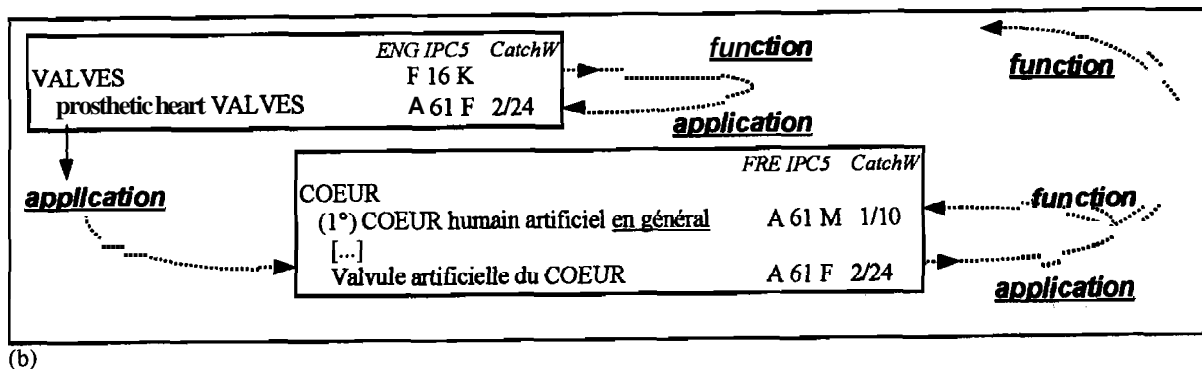 ENG IPC5 CatchW
function
function
VALVES F 16 K
prosthetic heart VALVES A 61 F 2/24
application
application
FRE IPC5 CatchW
COEUR
function
(1°) COEUR humain artificiel en général A 61 M 1/10
[...]
Valvule artificielle du COEUR A 61 F 2/24
application
(b)